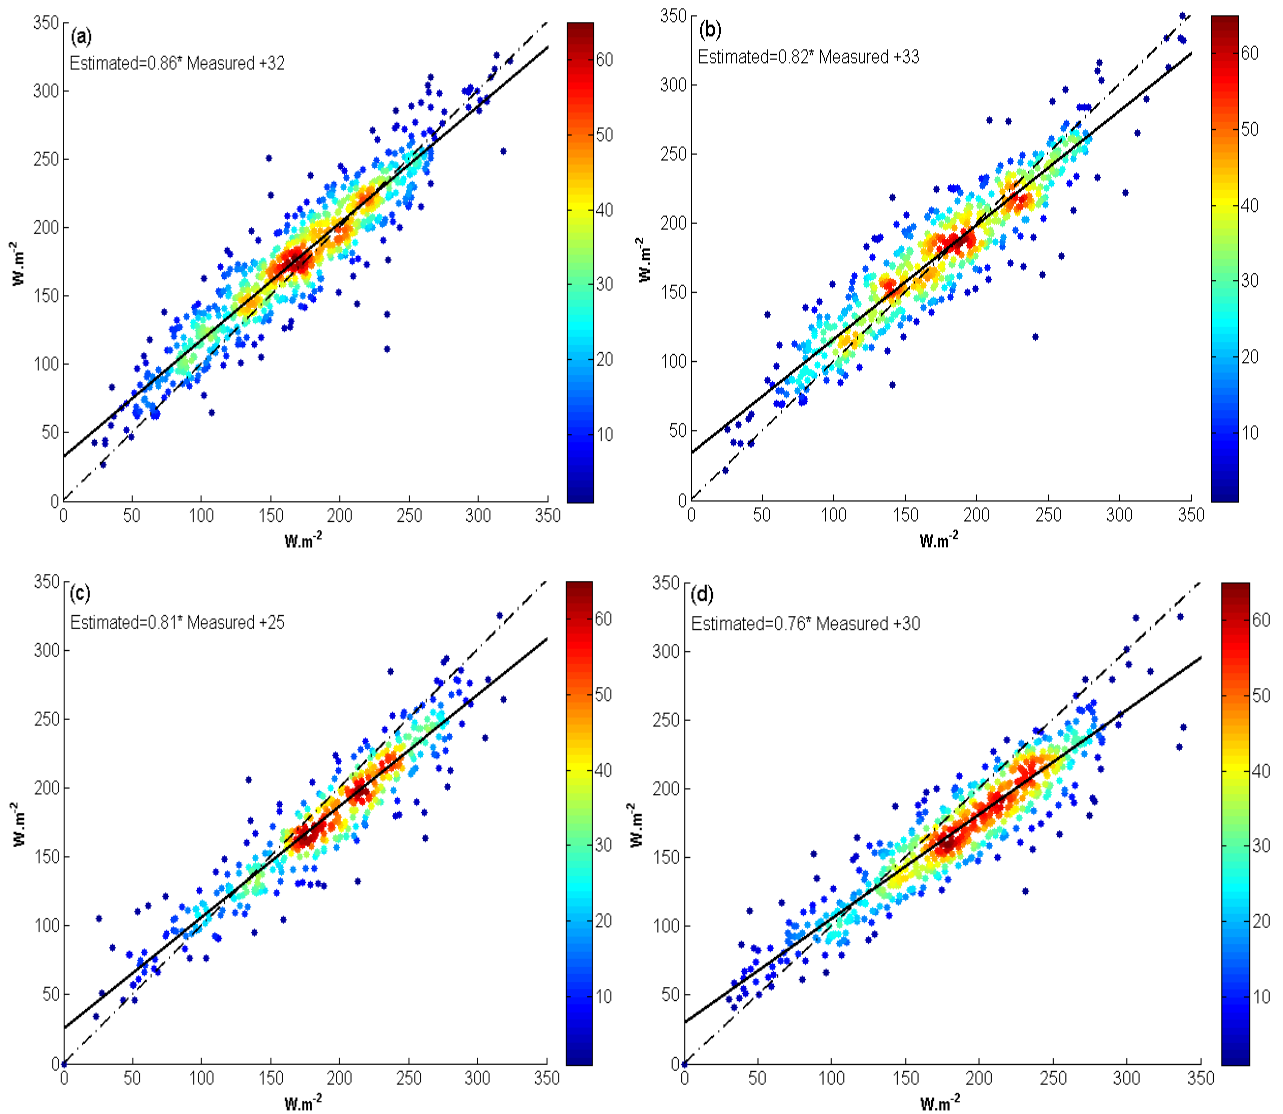 (a)
Estimated=0.86* Measured +32
350
300
250
200
150
100
50
0
W.m-2
0 50 100 150 200 250 300 350
W.m-2
60
50
40
30
20
10
(b)
Estimated=0.82* Measured +33
350
300
250
200
150
100
50
0
W.m-2
0 50 100 150 200 250 300 350
W.m-2
60
50
40
30
20
10
(c)
Estimated=0.81* Measured +25
350
300
250
200
150
100
50
0
W.m-2
0 50 100 150 200 250 300 350
W.m-2
60
50
40
30
20
10
(d)
Estimated=0.76* Measured +30
350
300
250
200
150
100
50
0
W.m-2
0 50 100 150 200 250 300 350
W.m-2
60
50
40
30
20
10